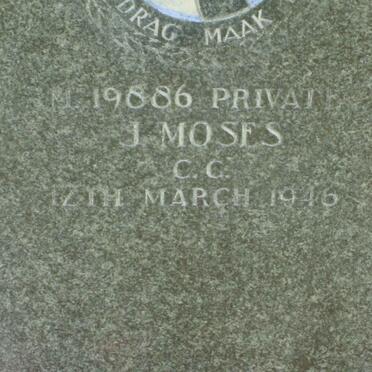 DRAG MAAK
M. 19886 PRIVATE
J. MOSES
C. C.
12TH MARCH 1946